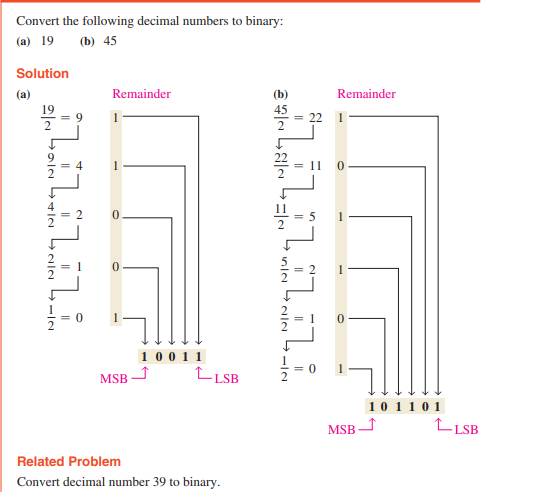 Convert the following decimal numbers to binary:
(a) 19 (b) 45
Solution
(a) Remainder
19/2 = 9 1
9/2 = 4 1
4/2 = 2 0
2/2 = 1 0
1/2 = 0 1
1 0 0 1 1
MSB LSB
(b) Remainder
45/2 = 22 1
22/2 = 11 0
11/2 = 5 1
5/2 = 2 1
2/2 = 1 0
1/2 = 0 1
1 0 1 1 0 1
MSB LSB
Related Problem
Convert decimal number 39 to binary.